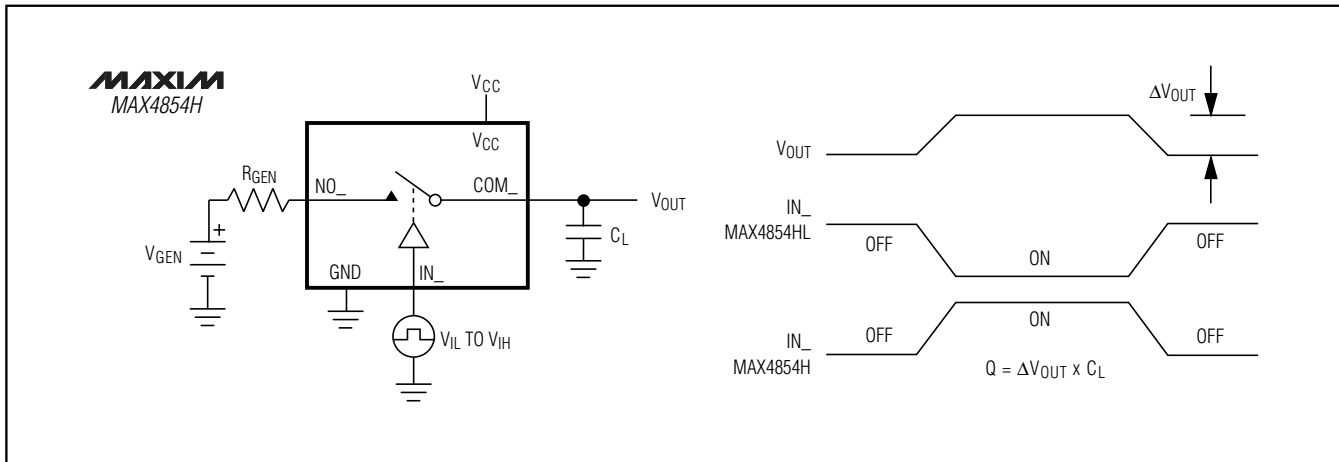 MAXIM
MAX4854H
VCC
VCC
RGEN
NO_
COM_
VOUT
CL
VGEN
+
GND
IN_
VIL TO VIH
ΔVOUT
VOUT
IN_
MAX4854HL
OFF
ON
OFF
IN_
MAX4854H
OFF
ON
OFF
Q = ΔVOUT x CL